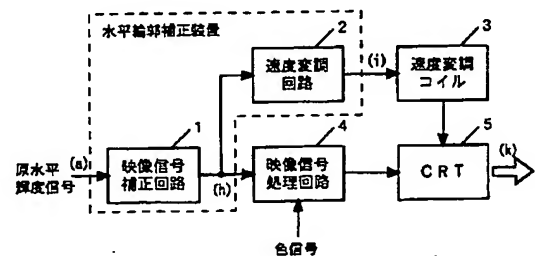 水平輪郭補正装置
2
速度変調
回路
(i)
3
速度変調
コイル
1
(a)
原水平
輝度信号
映像信号
補正回路
(h)
4
映像信号
処理回路
5
CRT
(k)
色信号